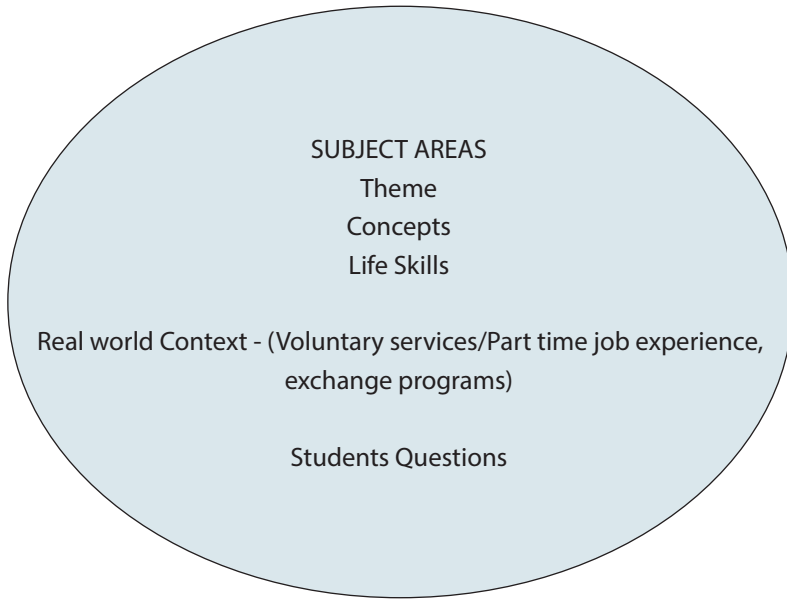 SUBJECT AREAS
Theme
Concepts
Life Skills
Real world Context - (Voluntary services/Part time job experience,
exchange programs)
Students Questions